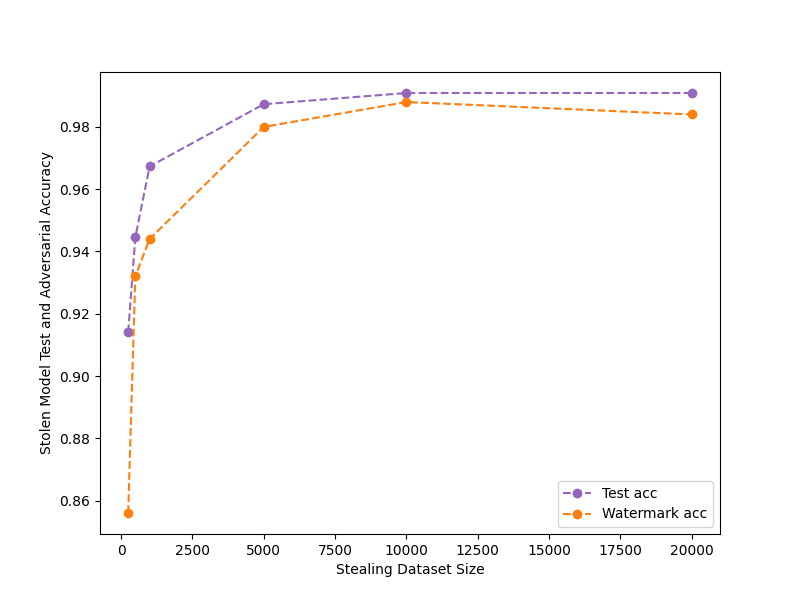 0.98
0.96
0.94
0.92
0.90
0.88
0.86
Stolen Model Test and Adversarial Accuracy
Test acc
Watermark acc
0 2500 5000 7500 10000 12500 15000 17500 20000
Stealing Dataset Size